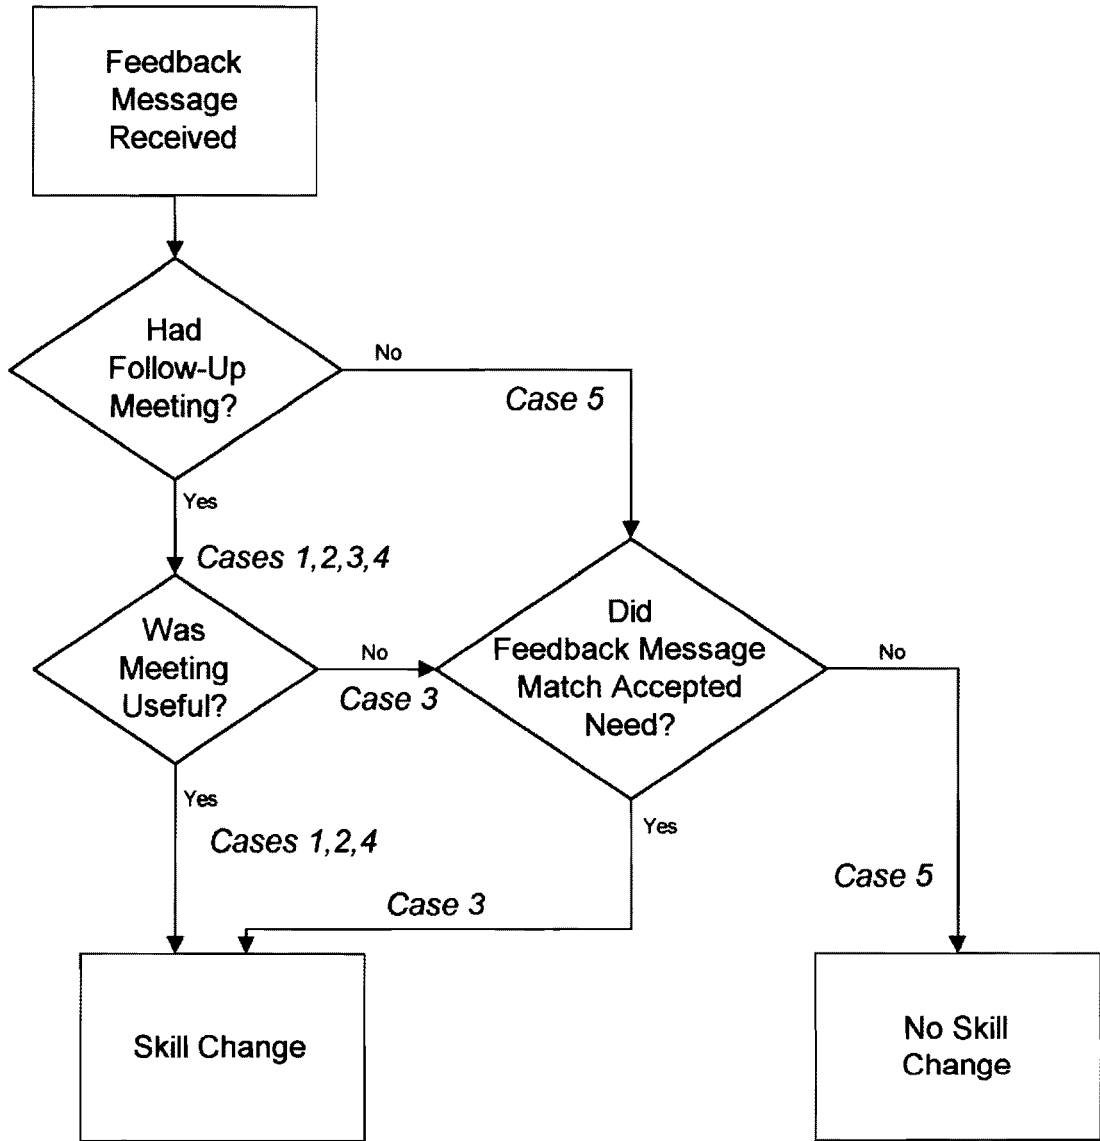 Feedback
Message
Received
Had
Follow-Up
Meeting?
No
Case 5
Yes
Cases 1,2,3,4
Was
Meeting
Useful?
No
Case 3
Did
Feedback Message
Match Accepted
Need?
No
Yes
Cases 1,2,4
Yes
Case 3
Case 5
Skill Change
No Skill
Change